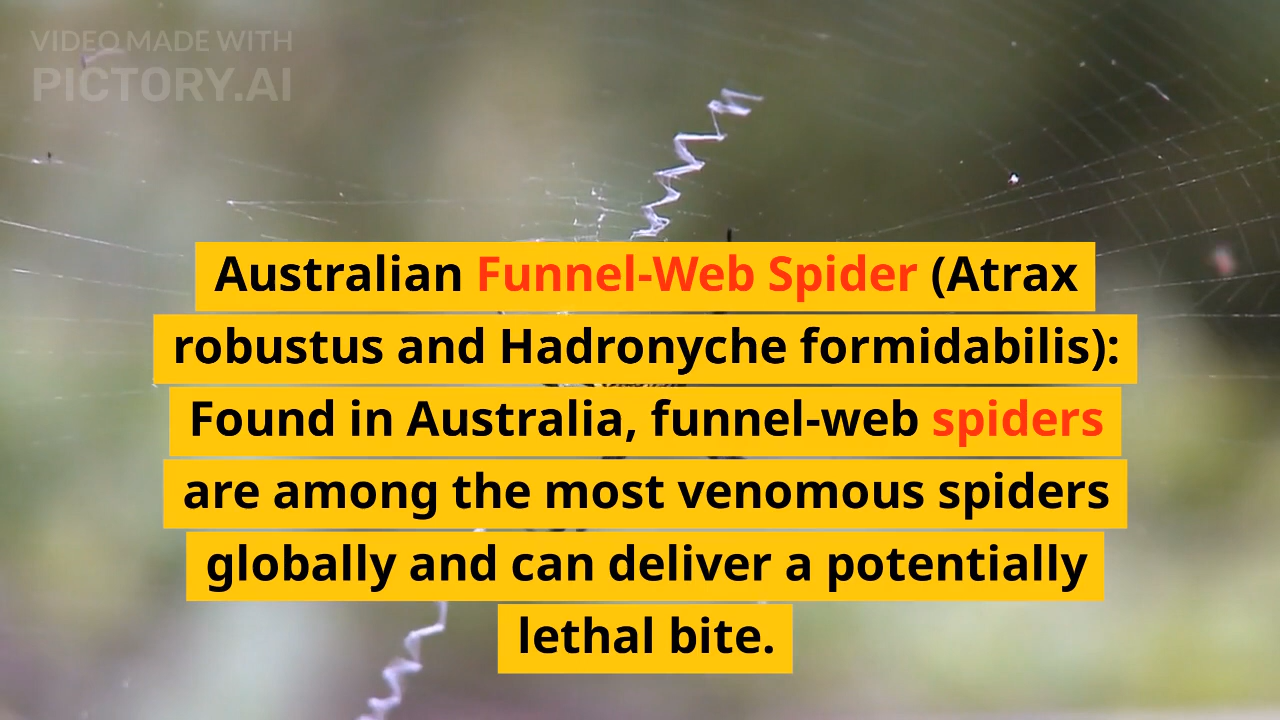 VIDEO MADE WITH
PICTORY.AI
Australian Funnel-Web Spider (Atrax
robustus and Hadronyche formidabilis):
Found in Australia, funnel-web spiders
are among the most venomous spiders
globally and can deliver a potentially
lethal bite.